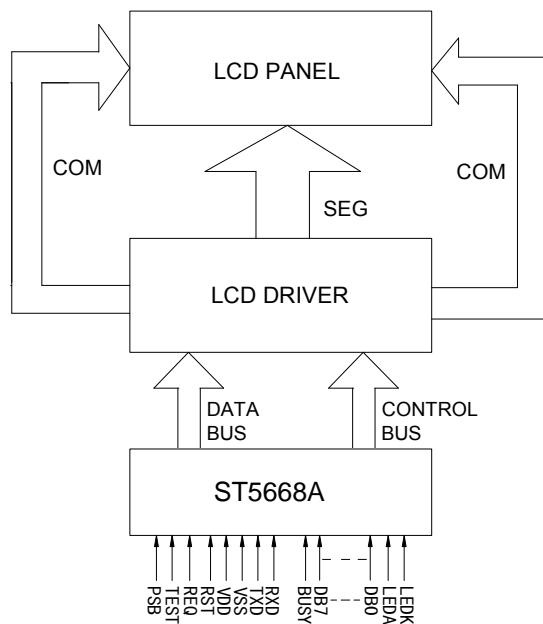 LCD PANEL
COM
COM
SEG
LCD DRIVER
DATA
BUS
CONTROL
BUS
ST5668A
PSB
TEST
REQ
RST
VDD
VSS
TXD
RXD
BUSY
DB7
DB0
LEDA
LEDK